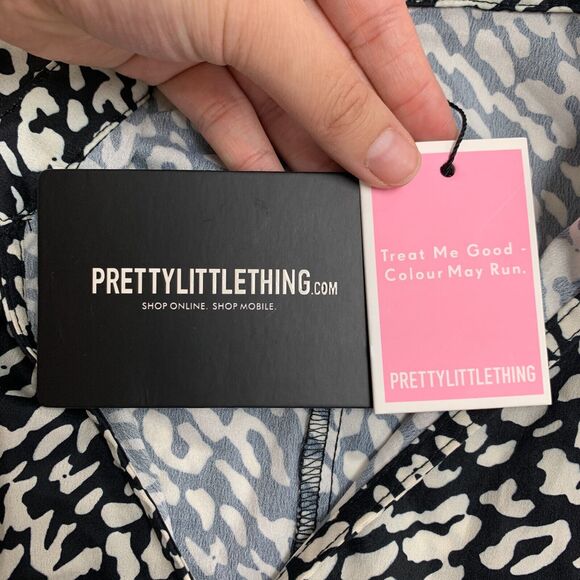 PRETTYLITTLETHING.COM
SHOP ONLINE. SHOP MOBILE.
Treat Me Good -
Colour May Run.
PRETTYLITTLETHING